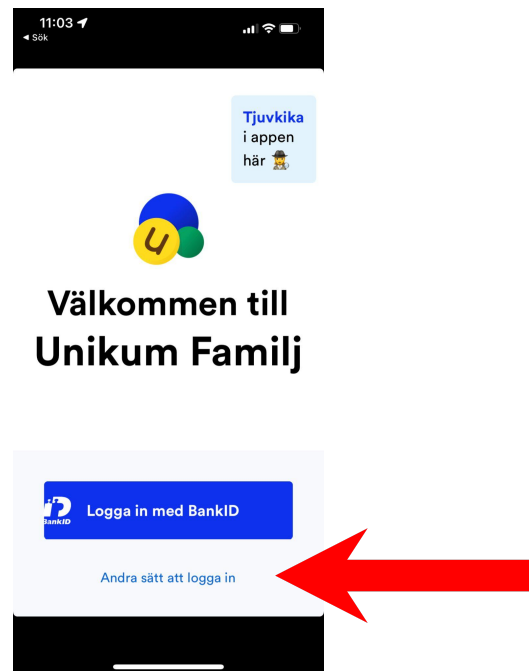 11:03
◂ Sök
Tjuvkika
i appen
här
u
Välkommen till
Unikum Familj
BankID
Logga in med BankID
Andra sätt att logga in